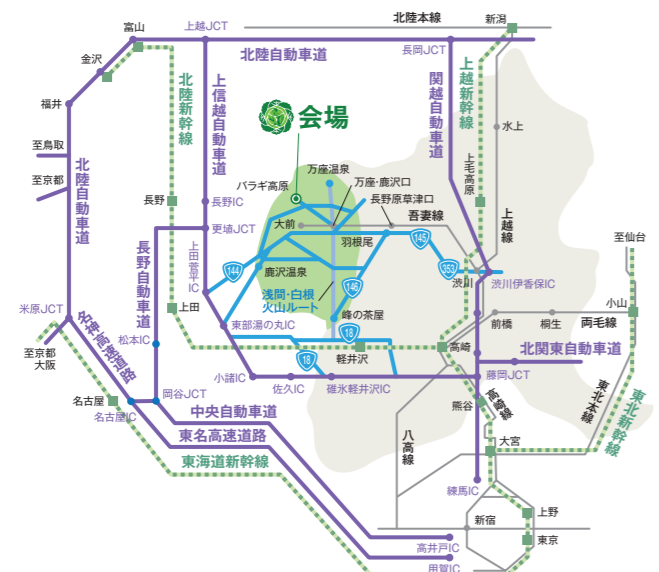 北陸本線
新潟
富山
上越JCT
北陸自動車道
長岡JCT
金沢
福井
北陸新幹線
上信越自動車道
関越自動車道
上越新幹線
会場
水上
至鳥取
至京都
北陸自動車道
万座温泉
バラギ高原
万座・鹿沢口
長野原草津口
上毛高原
長野
長野IC
大前
吾妻線
上越線
更埴JCT
羽根尾
145
至仙台
長野自動車道
上田菅平IC
144
鹿沢温泉
353
渋川
渋川伊香保IC
146
浅間・白根
火山ルート
米原JCT
上田
峰の茶屋
小山
東部湯の丸IC
18
前橋
桐生
両毛線
名神高速道路
松本IC
至京都
大阪
18
軽井沢
高崎
北関東自動車道
小諸IC
佐久IC
碓氷軽井沢IC
藤岡JCT
岡谷JCT
名古屋
名古屋IC
中央自動車道
熊谷
高崎線
東北本線
東北新幹線
東名高速道路
八高線
大宮
東海道新幹線
練馬IC
新宿
上野
東京
高井戸IC
用賀IC